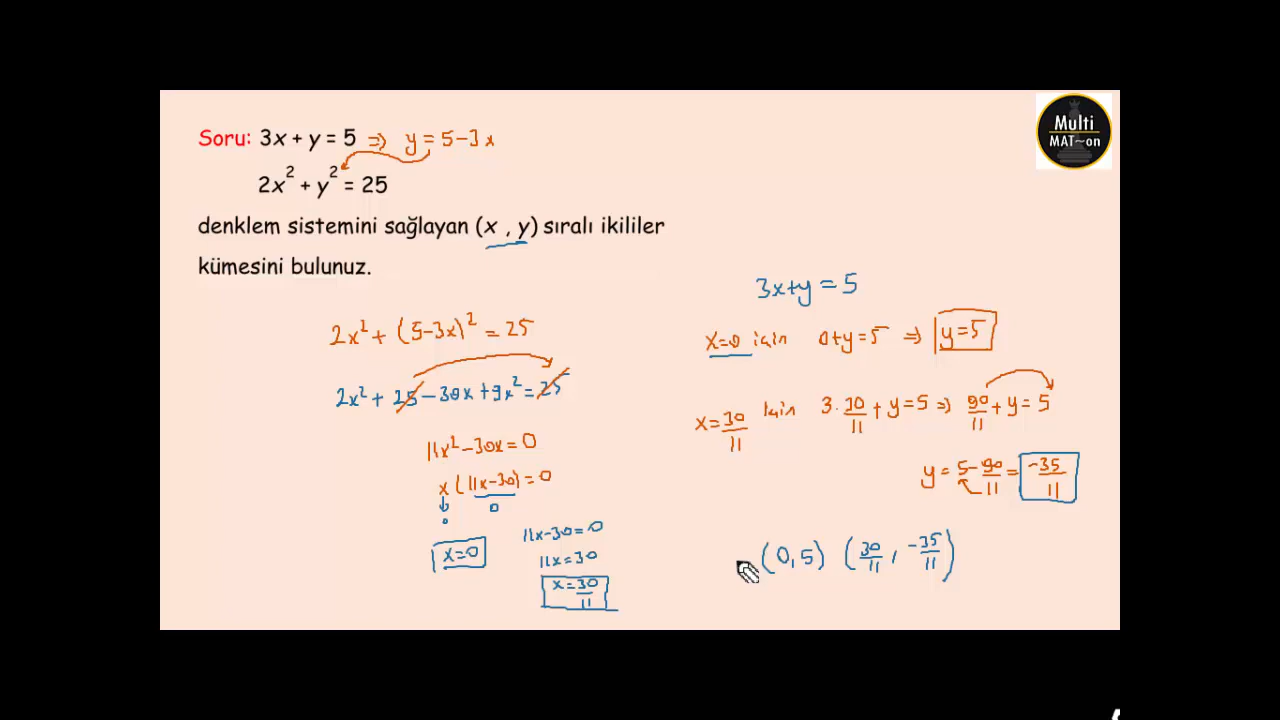 Soru: 3x + y = 5 => y = 5-3x
2x² + y² = 25
denklem sistemini sağlayan (x , y) sıralı ikililer
kümesini bulunuz.
2x² + (5-3x)² = 25
2x² + 25 - 30x + 9x² = 25
11x² - 30x = 0
x (11x-30) = 0
0
0
x=0
11x-30=0
11x=30
x=30/11
3x+y = 5
x=0 için 0+y=5 => y=5
x=30/11 için 3.30/11 + y=5 => 90/11 + y = 5
y = 5-90/11 = -35/11
(0,5) (30/11, -35/11)
Multi
MAT~on